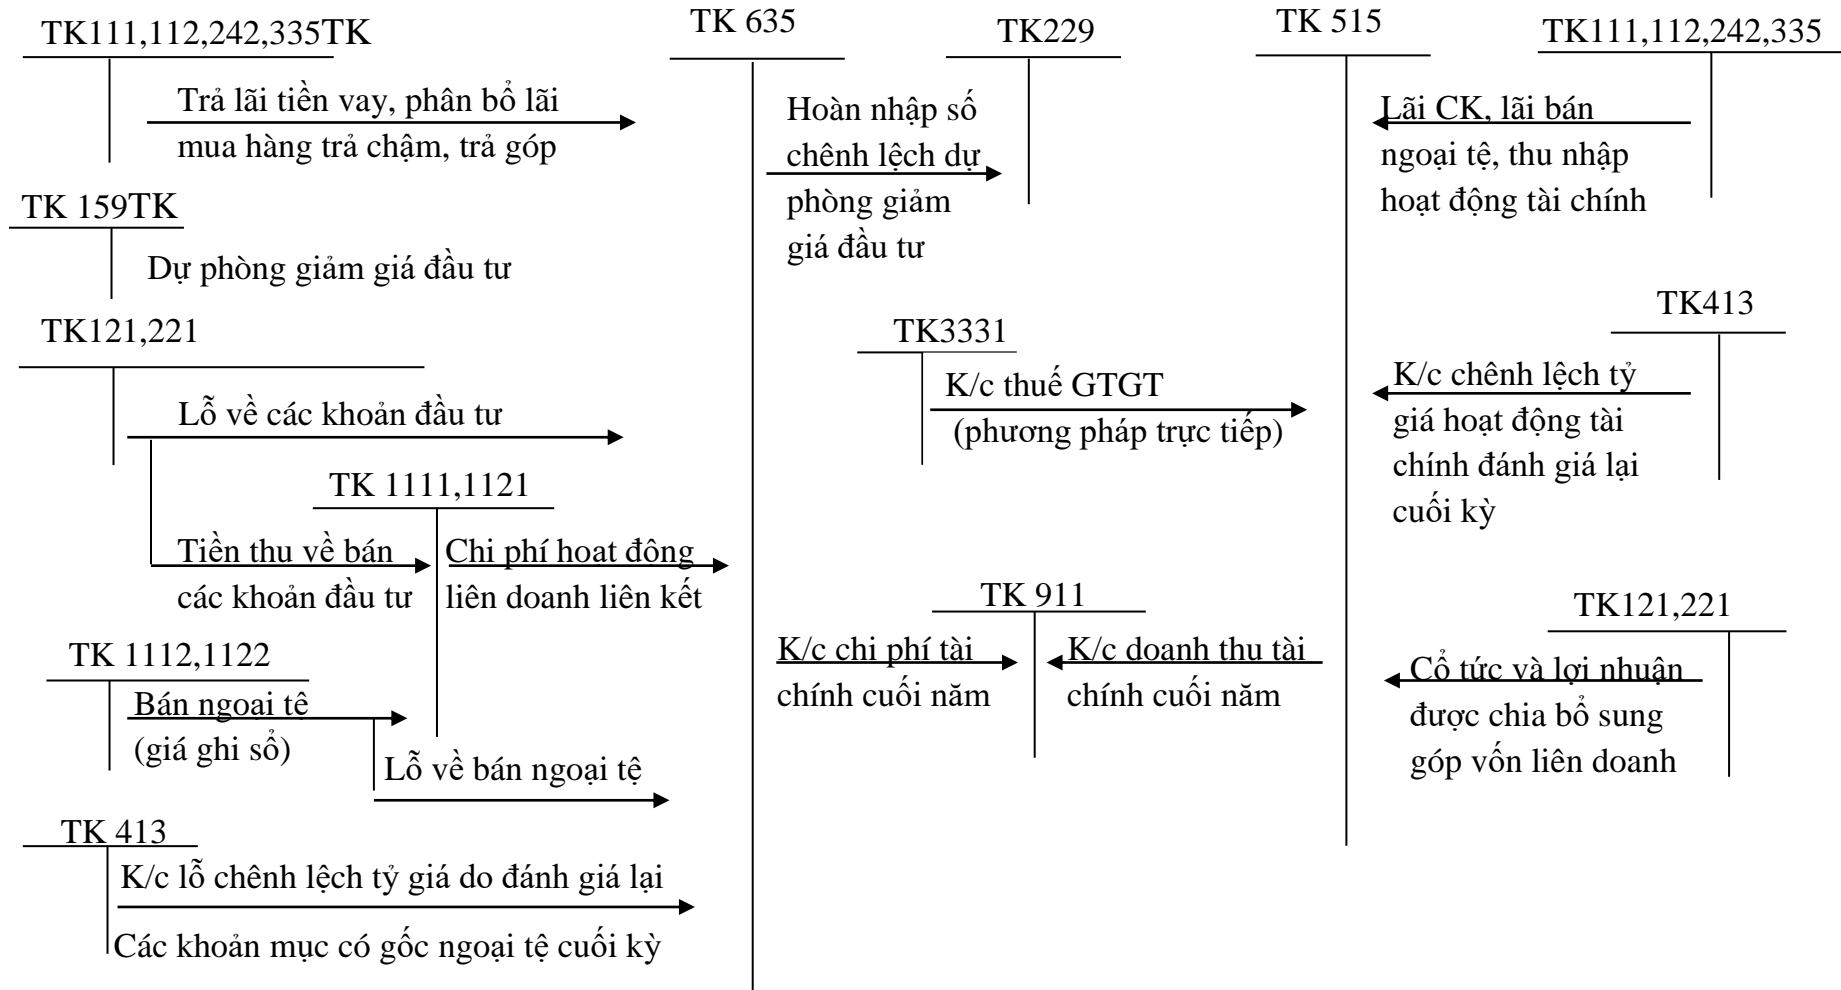 TK111,112,242,335TK
Trả lãi tiền vay, phân bổ lãi
mua hàng trả chậm, trả góp
TK 159TK
Dự phòng giảm giá đầu tư
TK121,221
Lỗ về các khoản đầu tư
TK 1111,1121
Tiền thu về bán
các khoản đầu tư
Chi phí hoat đông
liên doanh liên kết
TK 1112,1122
Bán ngoại tệ
(giá ghi sổ)
Lỗ về bán ngoại tệ
TK 413
K/c lỗ chênh lệch tỷ giá do đánh giá lại
Các khoản mục có gốc ngoại tệ cuối kỳ
TK 635
TK229
Hoàn nhập số
chênh lệch dự
phòng giảm
giá đầu tư
TK3331
K/c thuế GTGT
(phương pháp trực tiếp)
TK 911
K/c chi phí tài
chính cuối năm
K/c doanh thu tài
chính cuối năm
TK 515
TK111,112,242,335
Lãi CK, lãi bán
ngoại tệ, thu nhập
hoạt động tài chính
TK413
K/c chênh lệch tỷ
giá hoạt động tài
chính đánh giá lại
cuối kỳ
TK121,221
Cổ tức và lợi nhuận
được chia bổ sung
góp vốn liên doanh